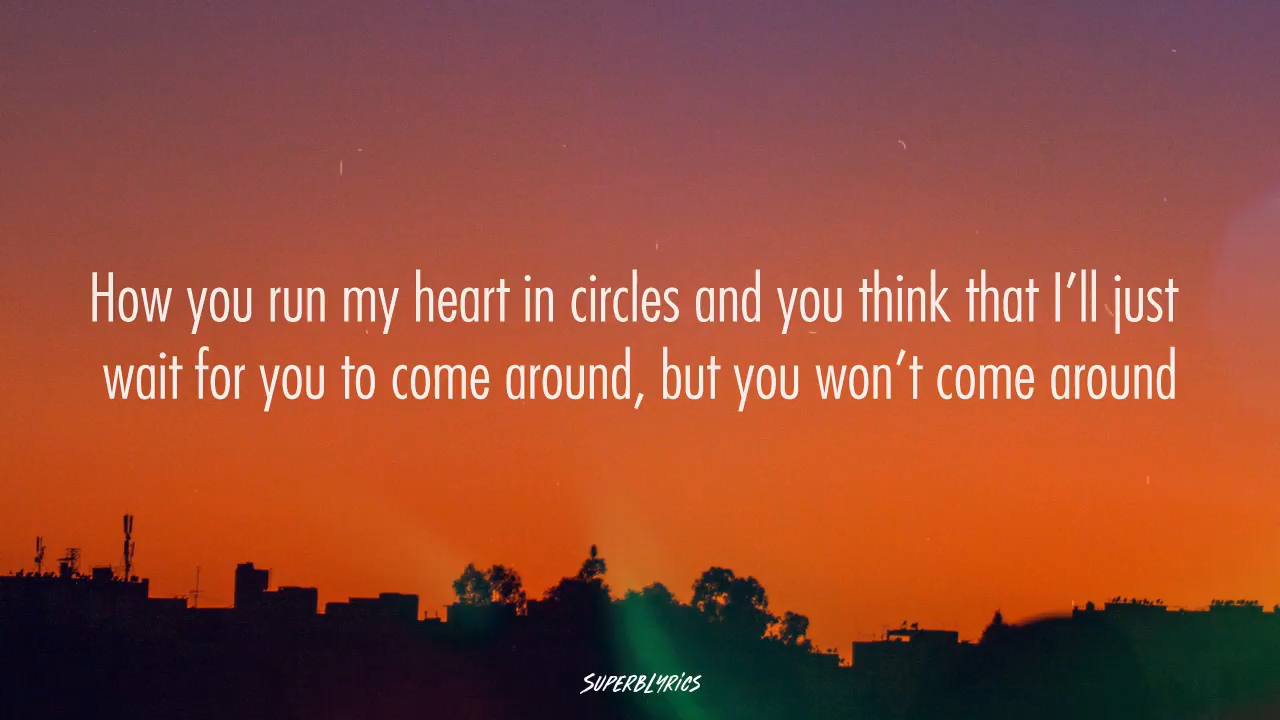 How you run my heart in circles and you think that I’ll just
wait for you to come around, but you won’t come around
SUPERBLYRICS